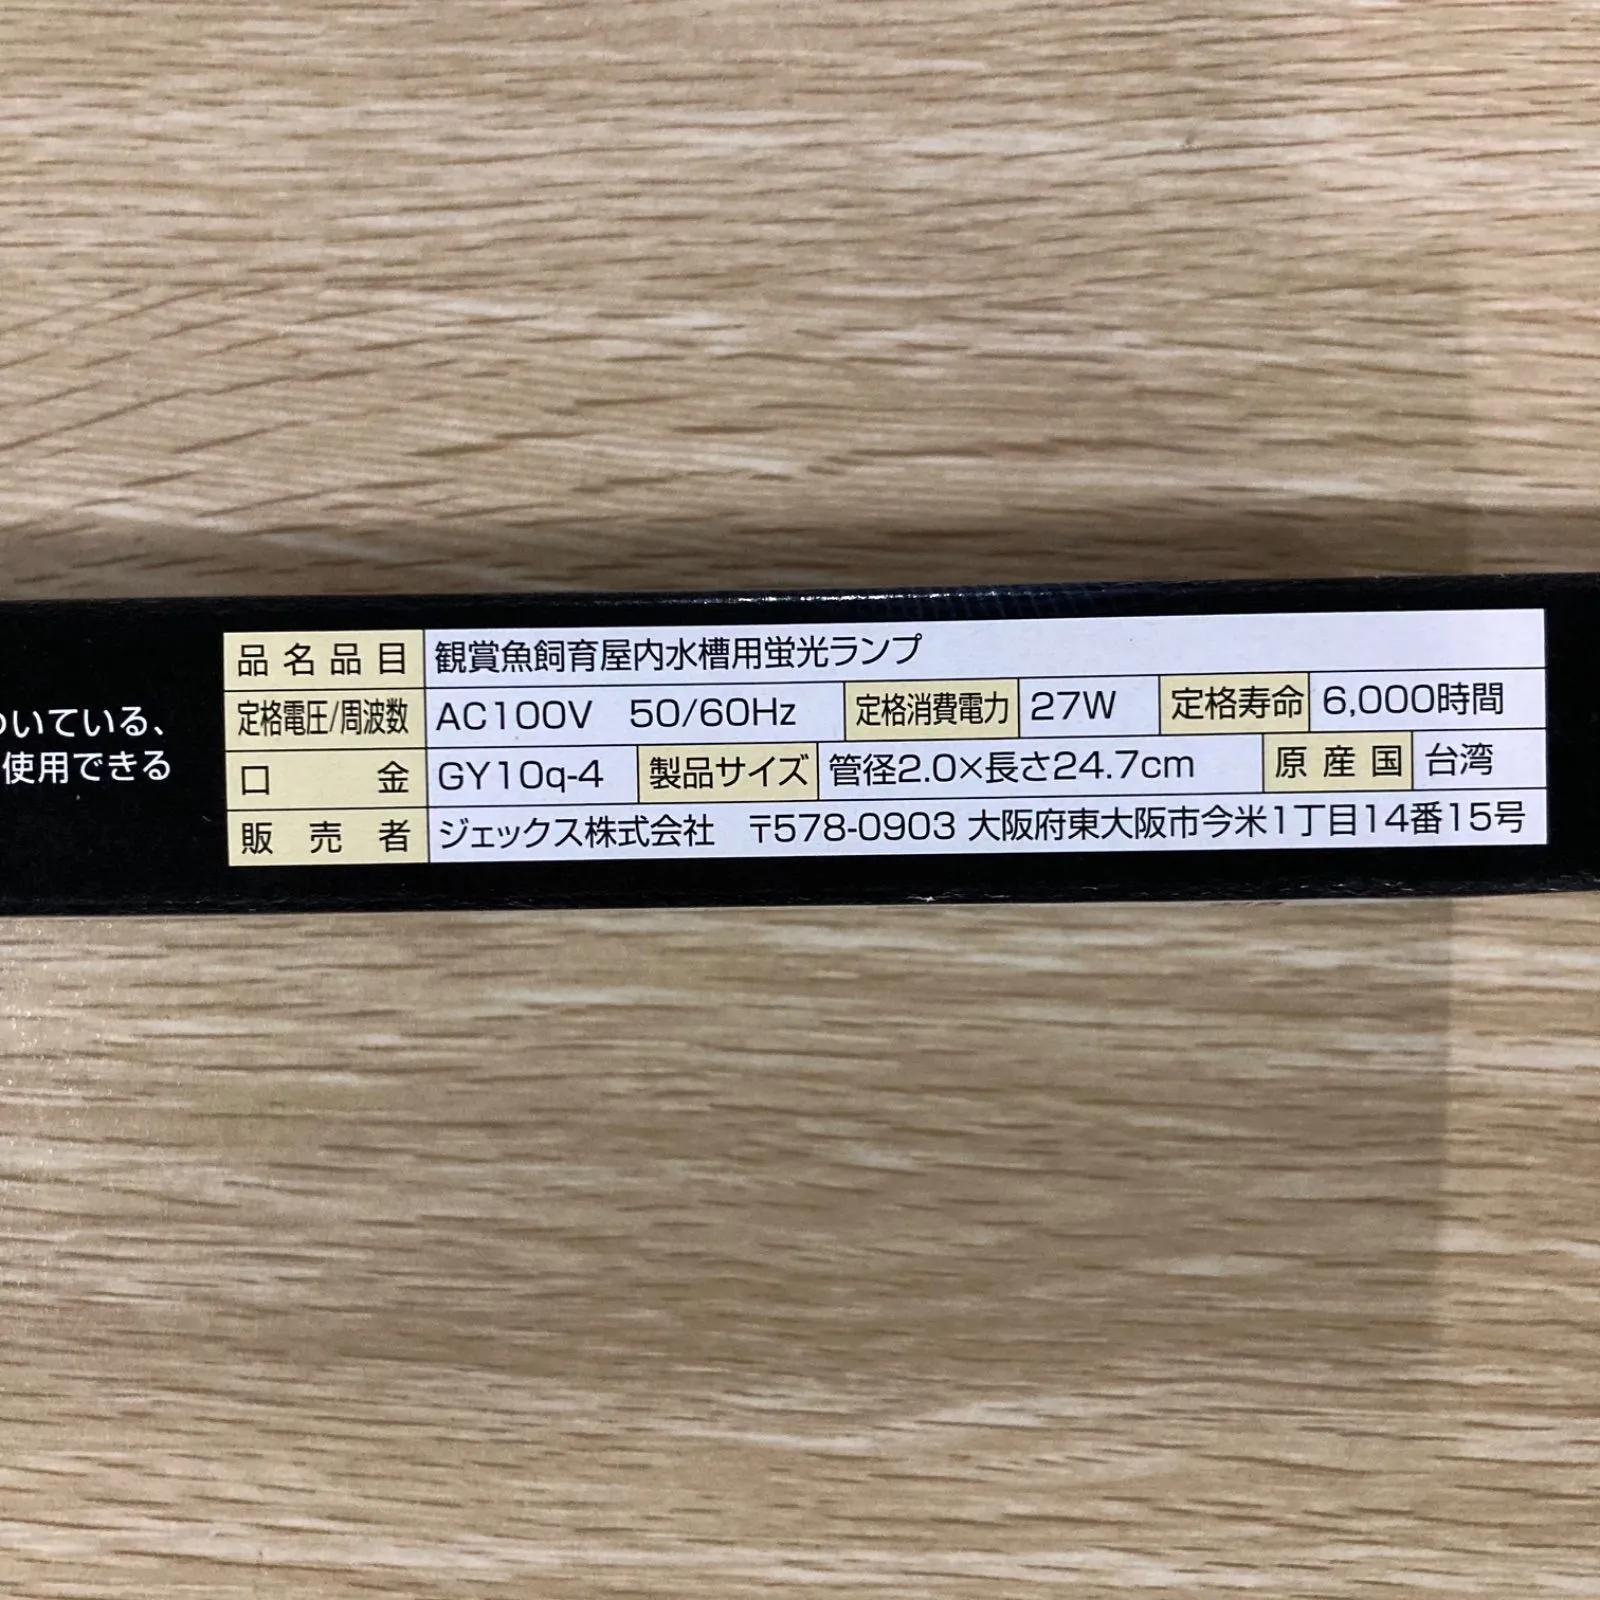 ついている、
使用できる
品名品目 観賞魚飼育屋内水槽用蛍光ランプ
定格電圧/周波数 AC100V 50/60Hz 定格消費電力 27W 定格寿命 6,000時間
口金 GY10q-4 製品サイズ 管径2.0×長さ24.7cm 原産国 台湾
販売者 ジェックス株式会社 〒578-0903 大阪府東大阪市今米1丁目14番15号